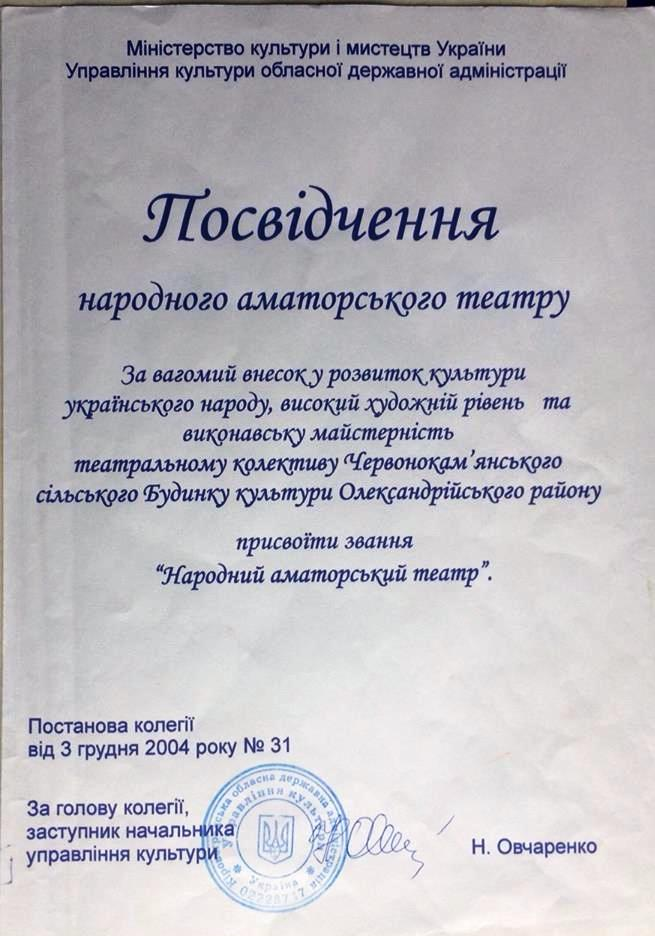 Міністерство культури і мистецтв України
Управління культури обласної державної адміністрації
Посвідчення
народного аматорського театру
За вагомий внесок у розвиток культури
українського народу, високий художній рівень та
виконавську майстерність
театральному колективу Червонокам’янського
сільського Будинку культури Олександрійського району
присвоїти звання
“Народний аматорський театр”.
Постанова колегії
від 3 грудня 2004 року № 31
За голову колегії,
заступник начальника
управління культури
Н. Овчаренко
обласна державна
Управління культури
Україна
02226717